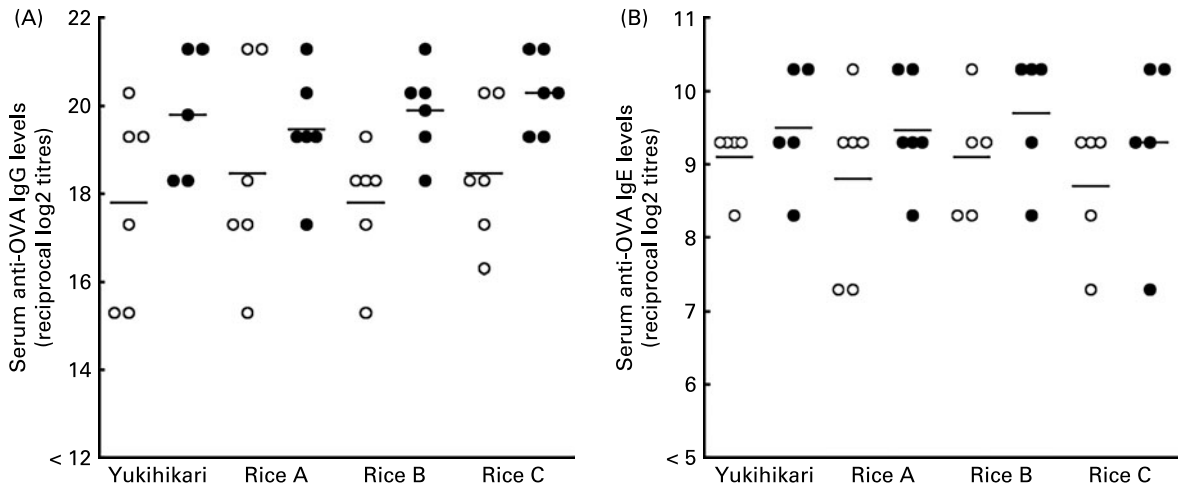 (A)
Serum anti-OVA IgG levels
(reciprocal log2 titres)
22
20
18
16
14
< 12
Yukihikari Rice A Rice B Rice C
(B)
Serum anti-OVA IgE levels
(reciprocal log2 titres)
11
10
9
8
7
6
< 5
Yukihikari Rice A Rice B Rice C